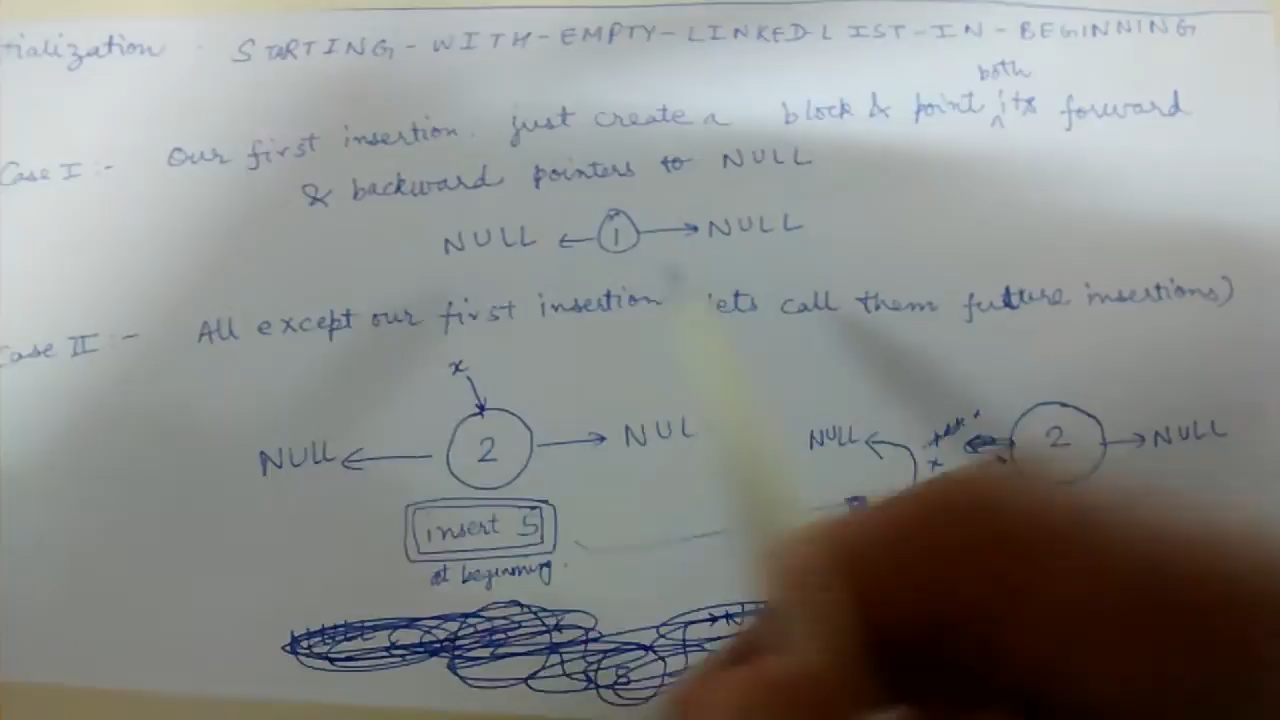 tialization STARTING-WITH-EMPTY-LINKED-LIST-IN-BEGINNING
Case I :- Our first insertion, just create a block & point both its forward
& backward pointers to NULL
NULL ← 1 → NULL
Case II :- All except our first insertion lets call them future insertions)
x
NULL ← 2 → NUL
NULL x 2 → NULL
insert 5
at beginning.